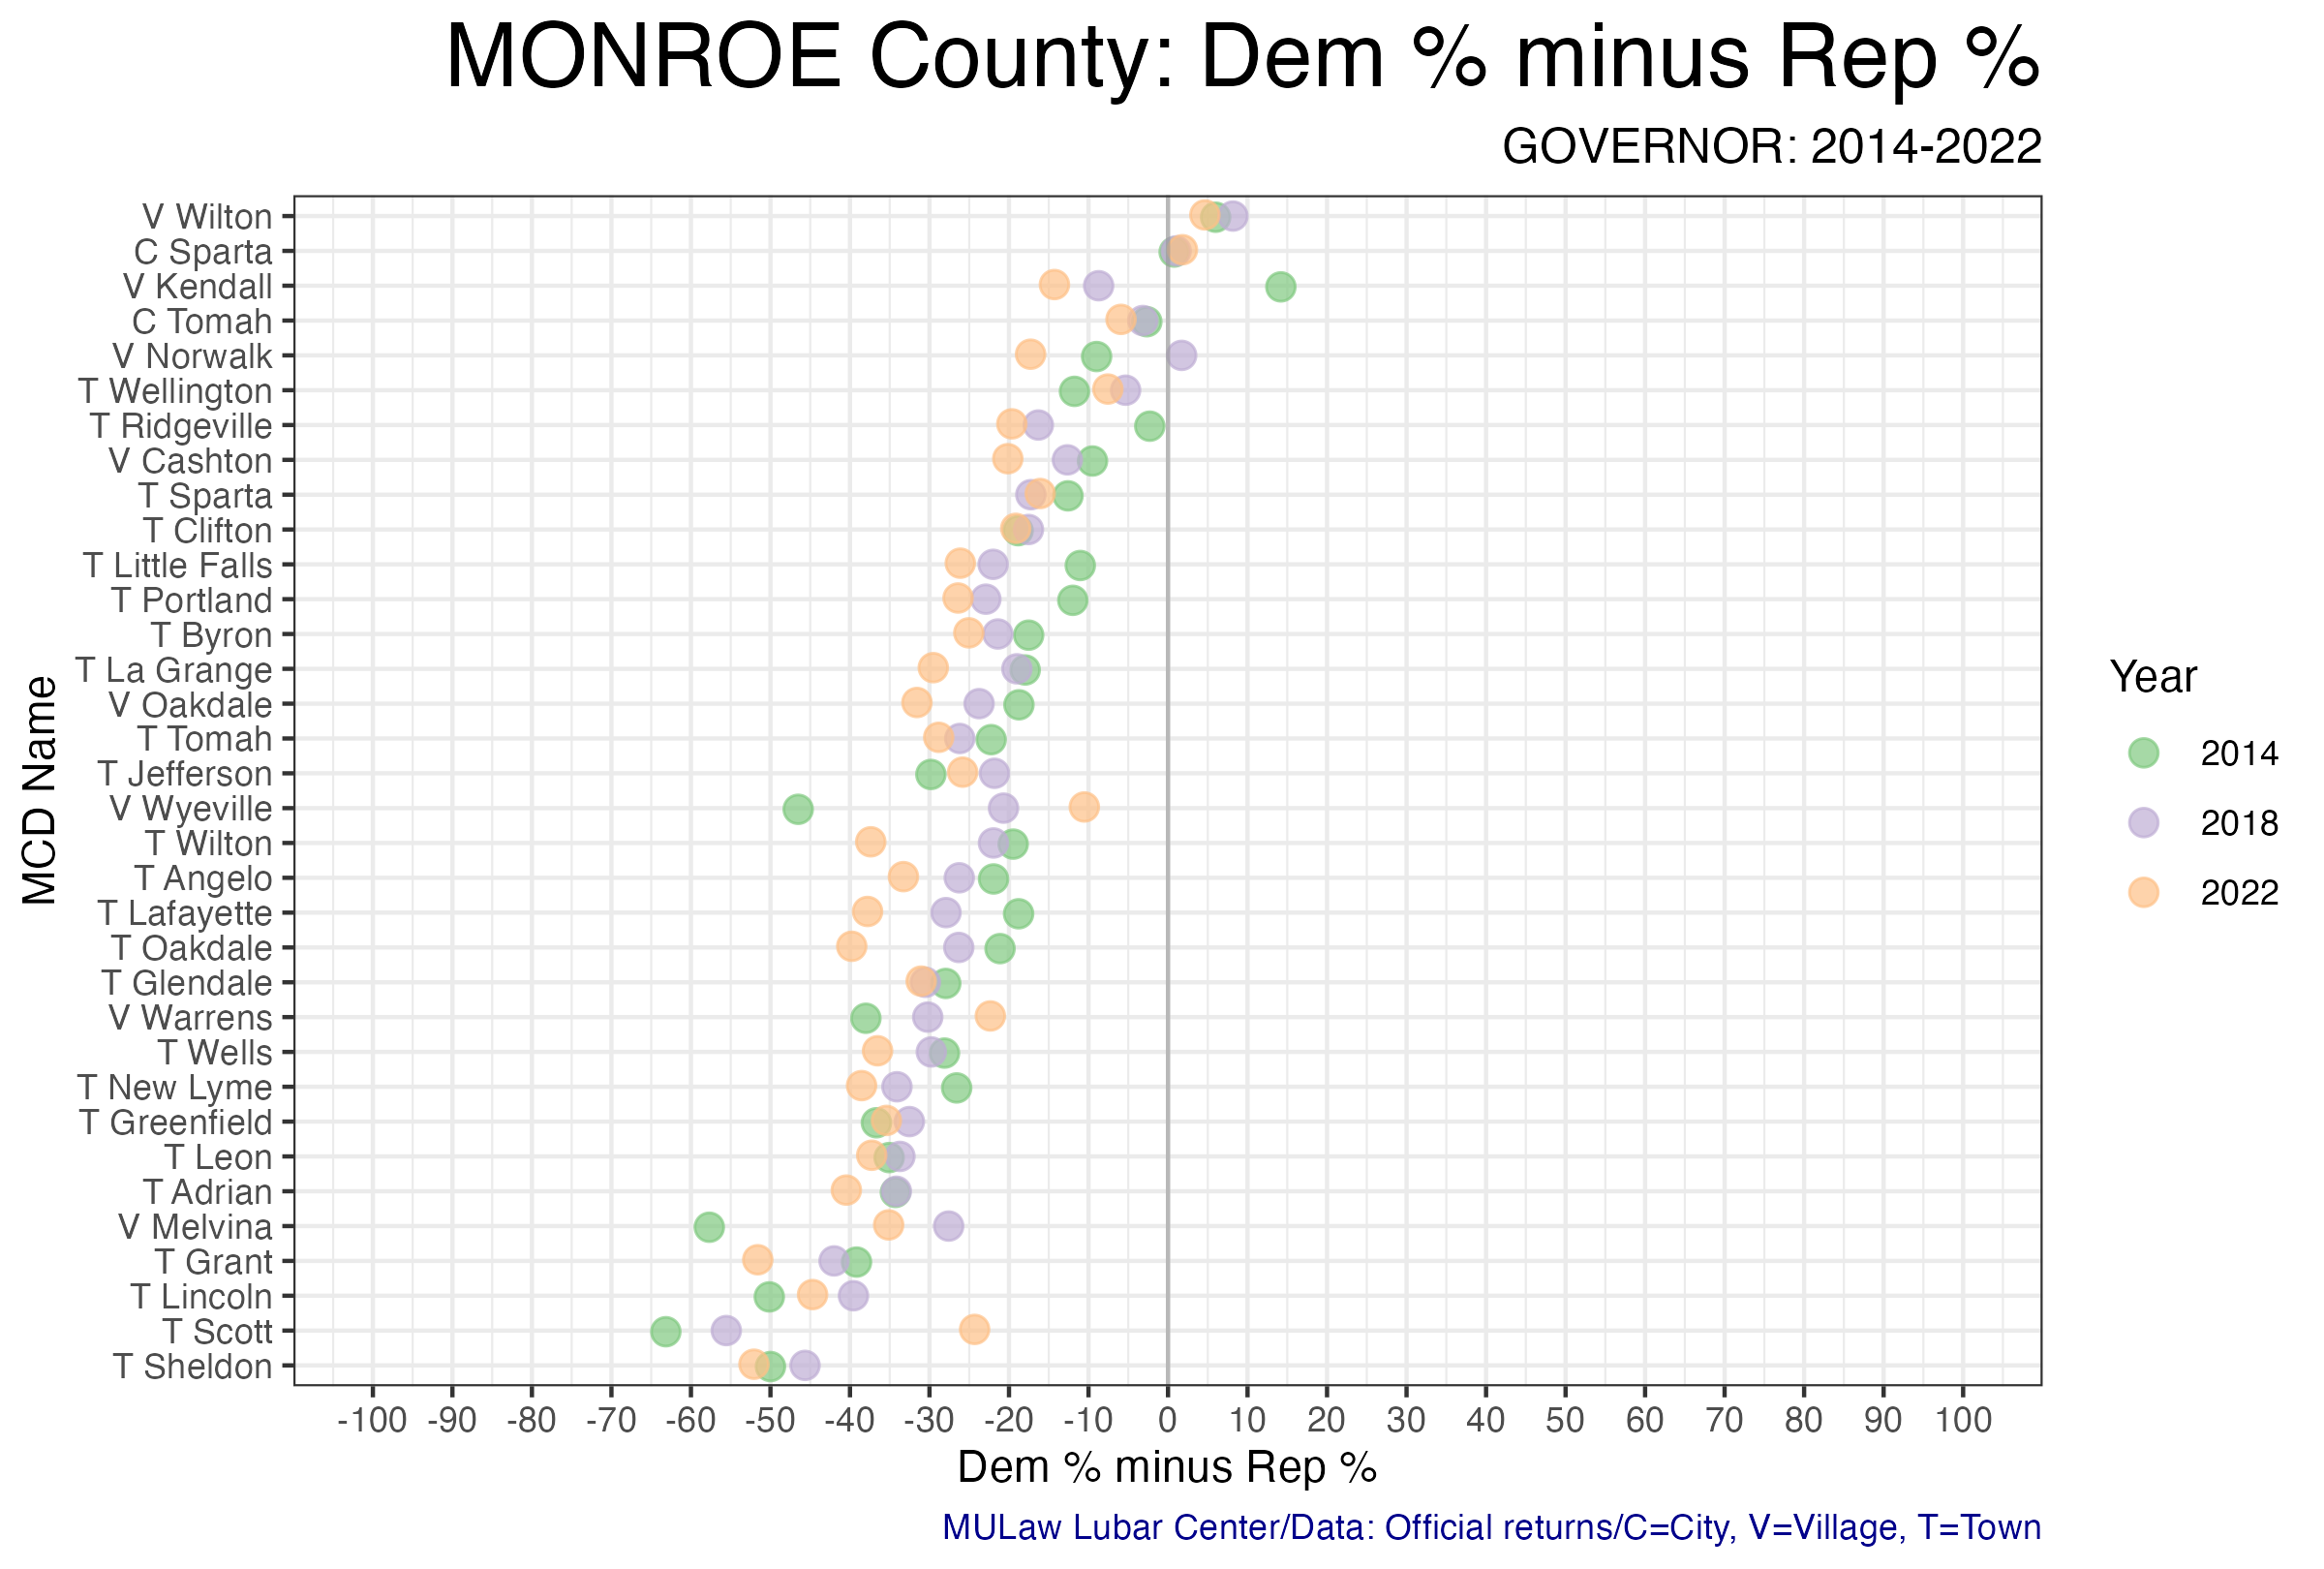 MONROE County: Dem % minus Rep %
GOVERNOR: 2014-2022
MCD Name
V Wilton
C Sparta
V Kendall
C Tomah
V Norwalk
T Wellington
T Ridgeville
V Cashton
T Sparta
T Clifton
T Little Falls
T Portland
T Byron
T La Grange
V Oakdale
T Tomah
T Jefferson
V Wyeville
T Wilton
T Angelo
T Lafayette
T Oakdale
T Glendale
V Warrens
T Wells
T New Lyme
T Greenfield
T Leon
T Adrian
V Melvina
T Grant
T Lincoln
T Scott
T Sheldon
-100 -90 -80 -70 -60 -50 -40 -30 -20 -10 0 10 20 30 40 50 60 70 80 90 100
Dem % minus Rep %
Year
2014
2018
2022
MULaw Lubar Center/Data: Official returns/C=City, V=Village, T=Town